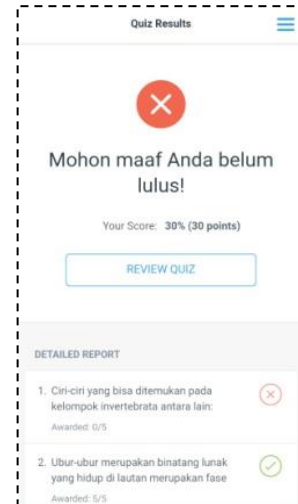 Quiz Results
Mohon maaf Anda belum
lulus!
Your Score: 30% (30 points)
REVIEW QUIZ
DETAILED REPORT
1. Ciri-ciri yang bisa ditemukan pada
kelompok invertebrata antara lain:
Awarded: 0/5
2. Ubur-ubur merupakan binatang lunak
yang hidup di lautan merupakan fase
Awarded: 5/5